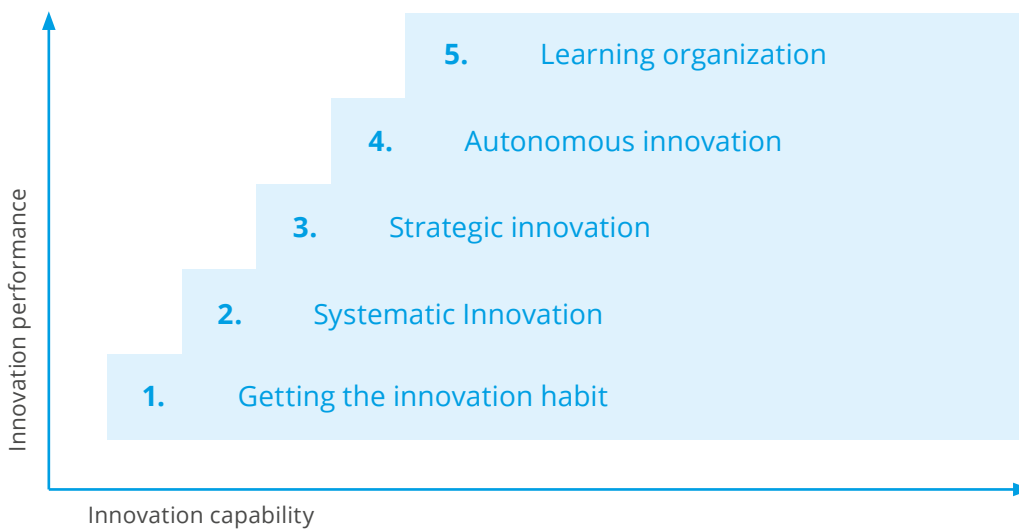 5. Learning organization
4. Autonomous innovation
3. Strategic innovation
2. Systematic Innovation
1. Getting the innovation habit
Innovation performance
Innovation capability